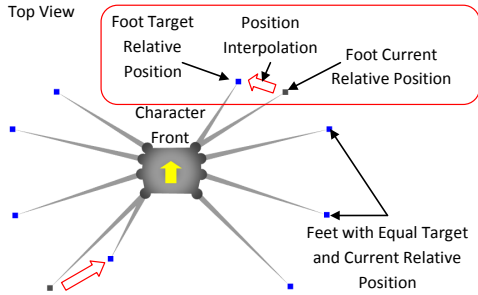 Top View
Foot Target
Relative
Position
Position
Interpolation
Foot Current
Relative Position
Character
Front
Feet with Equal Target
and Current Relative
Position